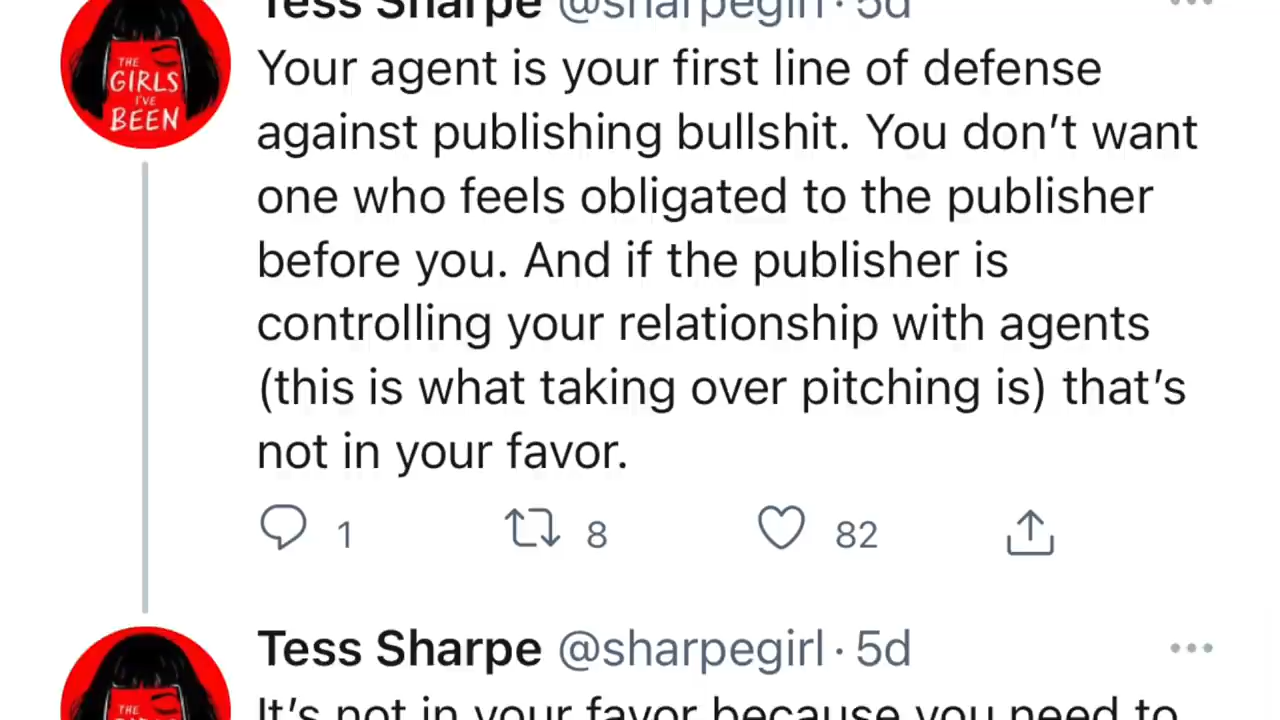 Tess Sharpe @sharpegirl · 5d
THE
GIRLS
I'VE
BEEN
Your agent is your first line of defense
against publishing bullshit. You don't want
one who feels obligated to the publisher
before you. And if the publisher is
controlling your relationship with agents
(this is what taking over pitching is) that's
not in your favor.
1 8 82
Tess Sharpe @sharpegirl · 5d
THE
It's not in your favor because you need to